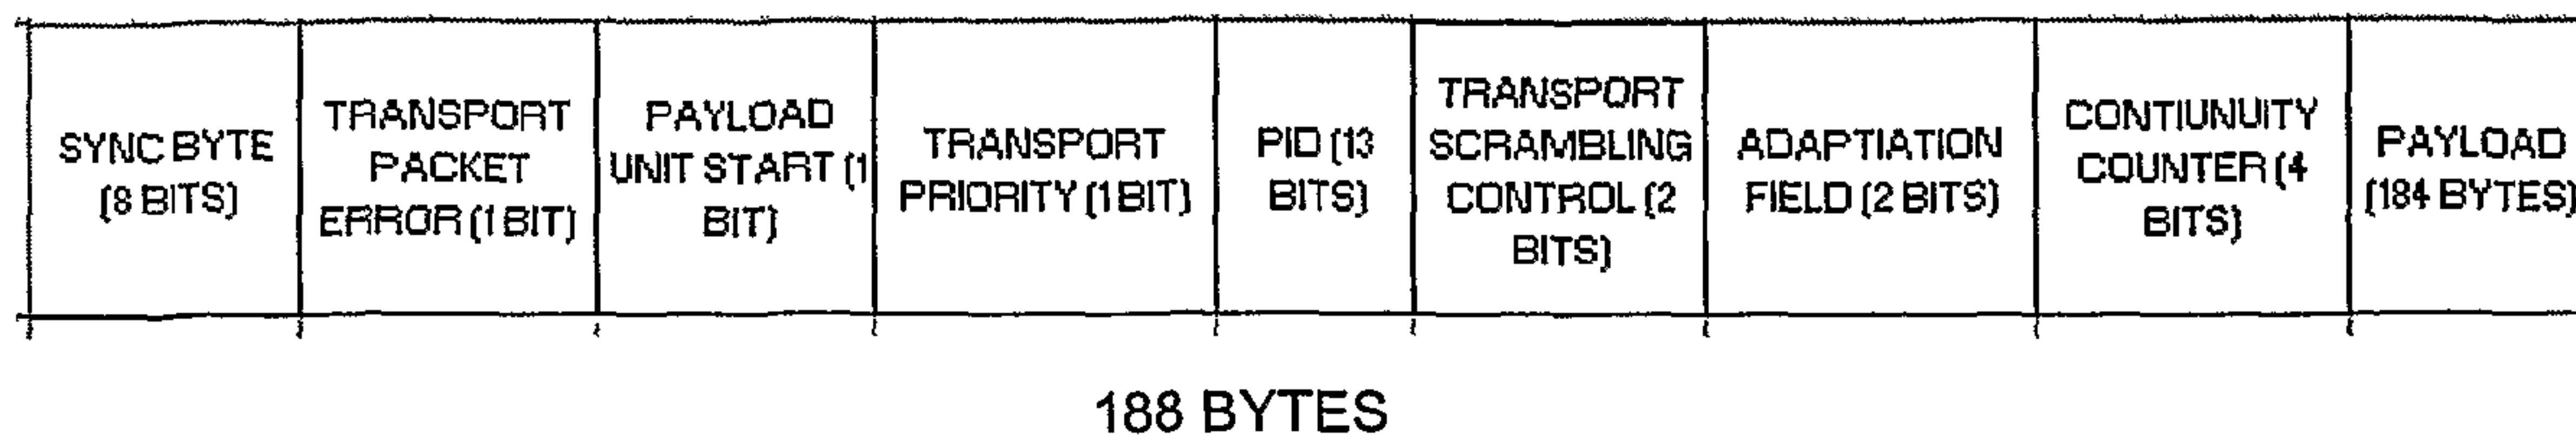 SYNC BYTE
(8 BITS)
TRANSPORT
PACKET
ERROR (1 BIT)
PAYLOAD
UNIT START (1
BIT)
TRANSPORT
PRIORITY (1 BIT)
PID (13
BITS)
TRANSPORT
SCRAMBLING
CONTROL (2
BITS)
ADAPTIATION
FIELD (2 BITS)
CONTIUNUITY
COUNTER (4
BITS)
PAYLOAD
(184 BYTES)
188 BYTES